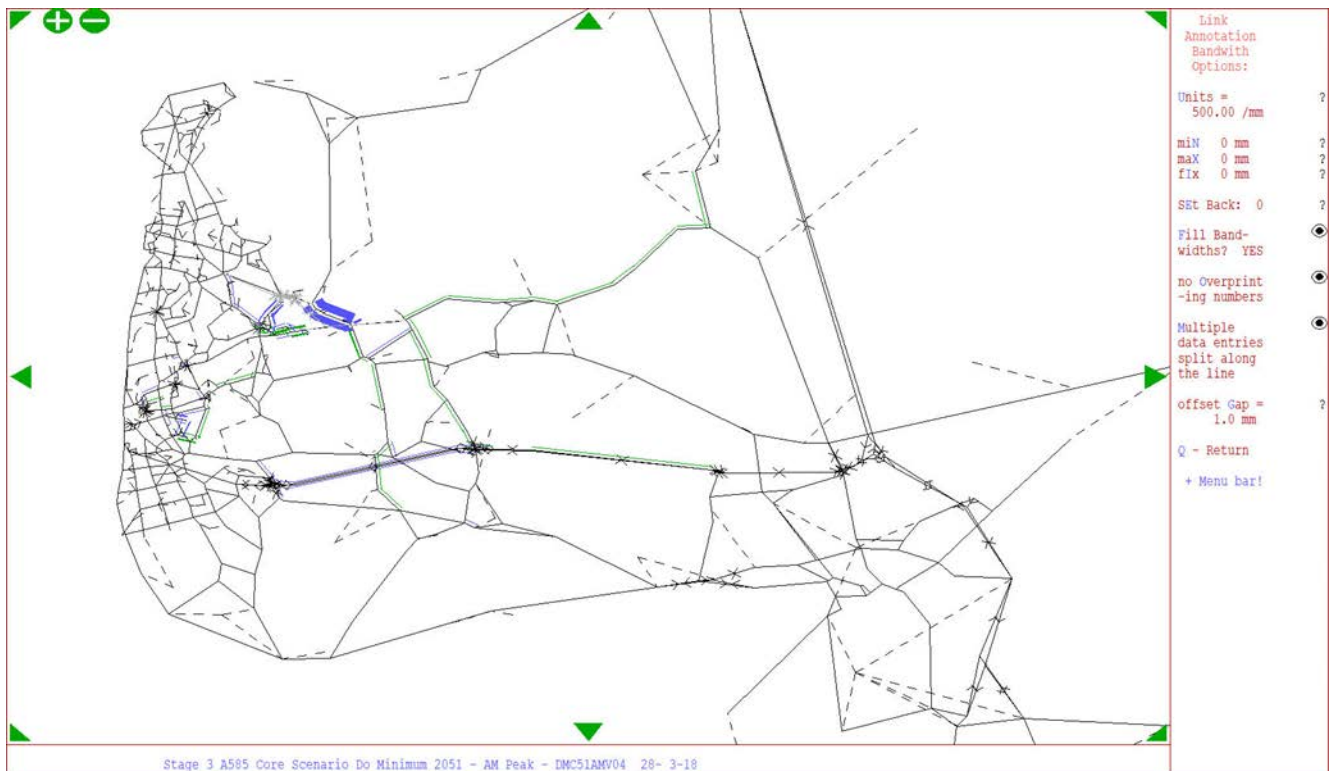 Link
Annotation
Bandwith
Options:
Units = ?
500.00 /mm
miN 0 mm ?
maX 0 mm ?
fIx 0 mm ?
SEt Back: 0 ?
Fill Band-
widths? YES
no Overprint
-ing numbers
Multiple
data entries
split along
the line
offset Gap = ?
1.0 mm
Q - Return
+ Menu bar!
Stage 3 A585 Core Scenario Do Minimum 2051 - AM Peak - DMC51AMV04 28- 3-18